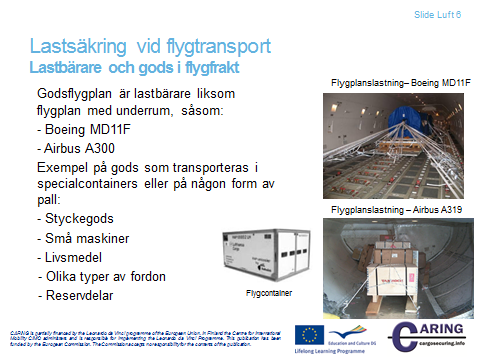 Slide Luft 6
Lastsäkring vid flygtransport
Lastbärare och gods i flygfrakt
Godsflygplan är lastbärare liksom
flygplan med underrum, såsom:
- Boeing MD11F
- Airbus A300
Exempel på gods som transporteras i
specialcontainers eller på någon form av
pall:
- Styckegods
- Små maskiner
- Livsmedel
- Olika typer av fordon
- Reservdelar
Flygplanslastning– Boeing MD11F
Flygplanslastning – Airbus A319
Flygcontainer
CARING is partially financed by the Leonardo da Vinci programme of the European Union. In Finland the Centre for International
Mobility CIMO administers and is responsible for implementing the Leonardo da Vinci Programme. This publication has been
funded by the European Commission. The Commission accepts no responsibility for the contents of the publication.
Education and Culture DG
Lifelong Learning Programme
CARING
cargosecuring.info